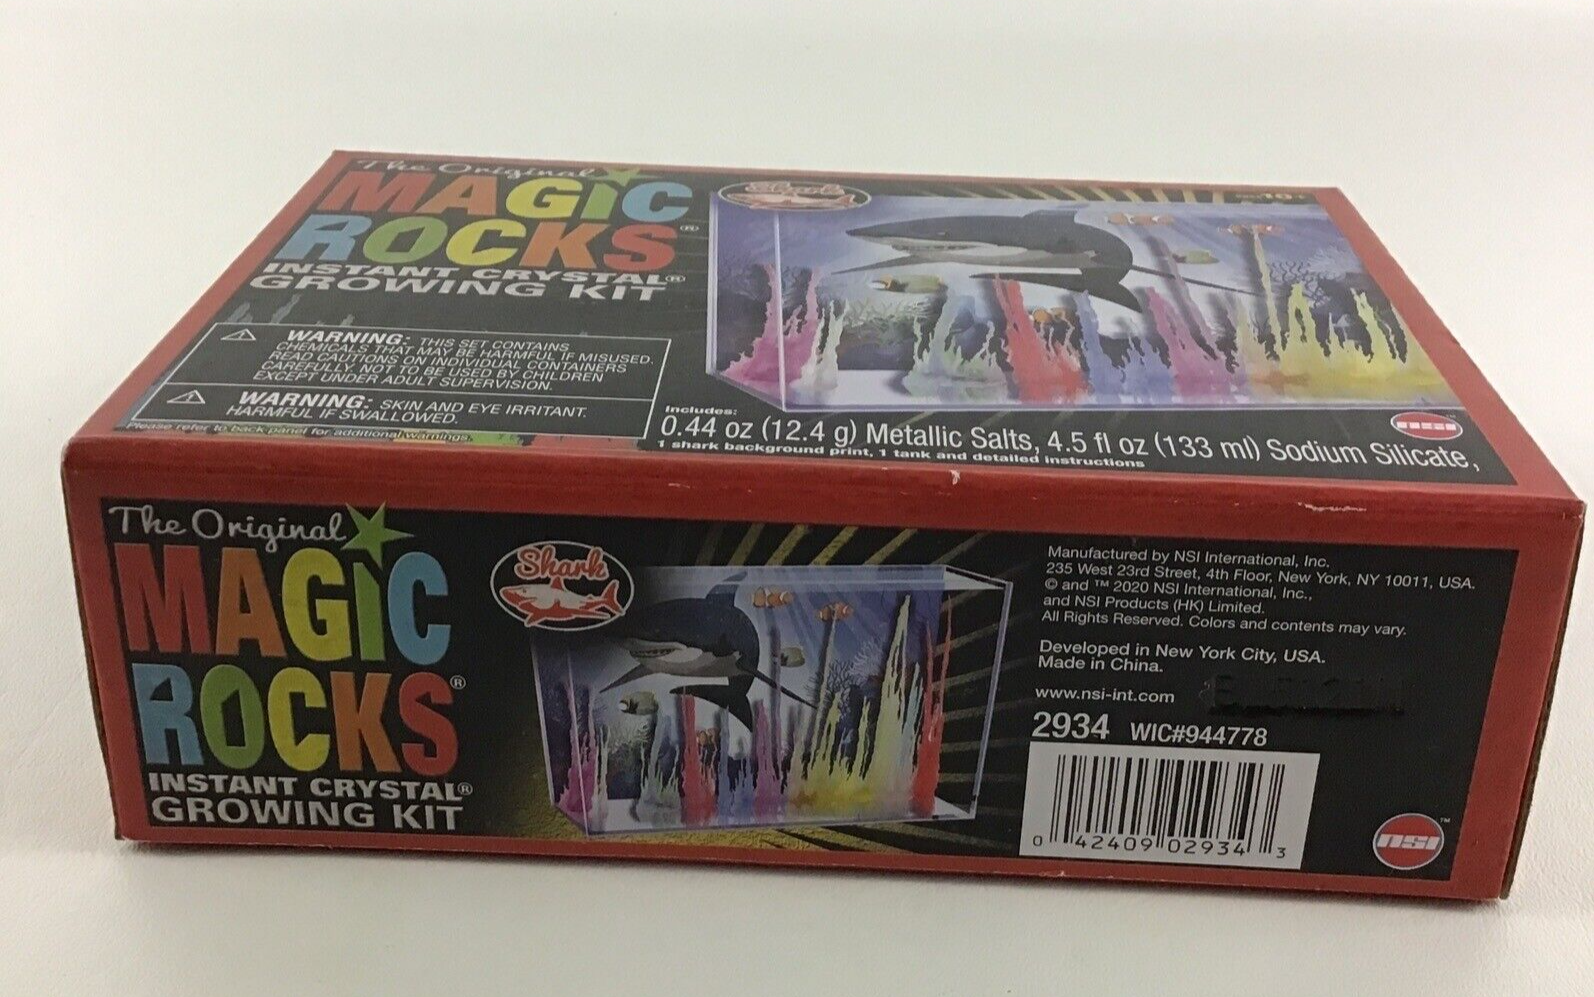 The Original
MAGIC
ROCKS®
INSTANT CRYSTAL®
GROWING KIT
WARNING: THIS SET CONTAINS
CHEMICALS THAT MAY BE HARMFUL IF MISUSED.
READ CAUTIONS ON INDIVIDUAL CONTAINERS
CAREFULLY. NOT TO BE USED BY CHILDREN
EXCEPT UNDER ADULT SUPERVISION.
WARNING: SKIN AND EYE IRRITANT.
HARMFUL IF SWALLOWED.
Please refer to back panel for additional warnings.
Shark
10+
Includes:
0.44 oz (12.4 g) Metallic Salts, 4.5 fl oz (133 ml) Sodium Silicate,
1 shark background print, 1 tank and detailed instructions
nsi
The Original
MAGIC
ROCKS®
INSTANT CRYSTAL®
GROWING KIT
Shark
Manufactured by NSI International, Inc.
235 West 23rd Street, 4th Floor, New York, NY 10011, USA.
© and ™ 2020 NSI International, Inc.,
and NSI Products (HK) Limited.
All Rights Reserved. Colors and contents may vary.
Developed in New York City, USA.
Made in China.
www.nsi-int.com
2934 WIC#944778
0 42409 02934 3
nsi™